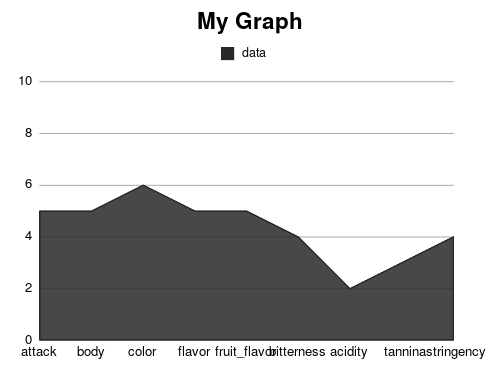 My Graph
data
10
8
6
4
2
0
attack body color flavor fruit_flavor bitterness acidity tannin astringency